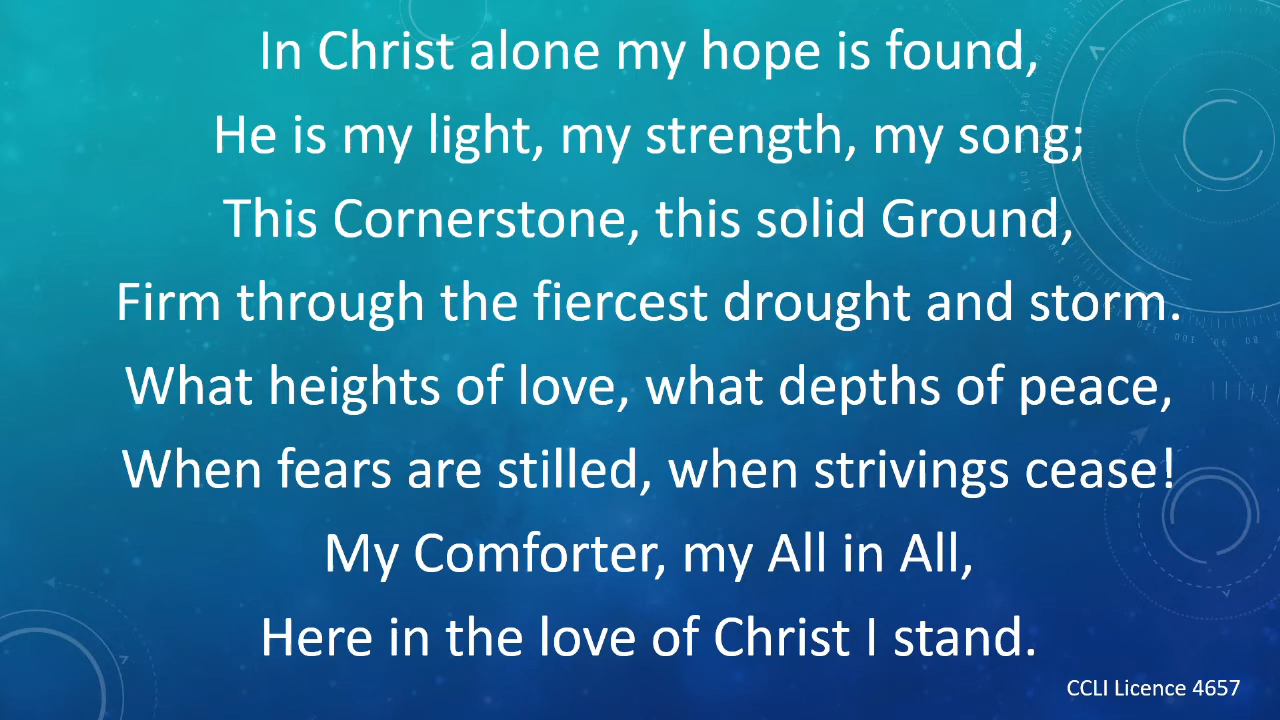 In Christ alone my hope is found,
He is my light, my strength, my song;
This Cornerstone, this solid Ground,
Firm through the fiercest drought and storm.
What heights of love, what depths of peace,
When fears are stilled, when strivings cease!
My Comforter, my All in All,
Here in the love of Christ I stand.
CCLI Licence 4657